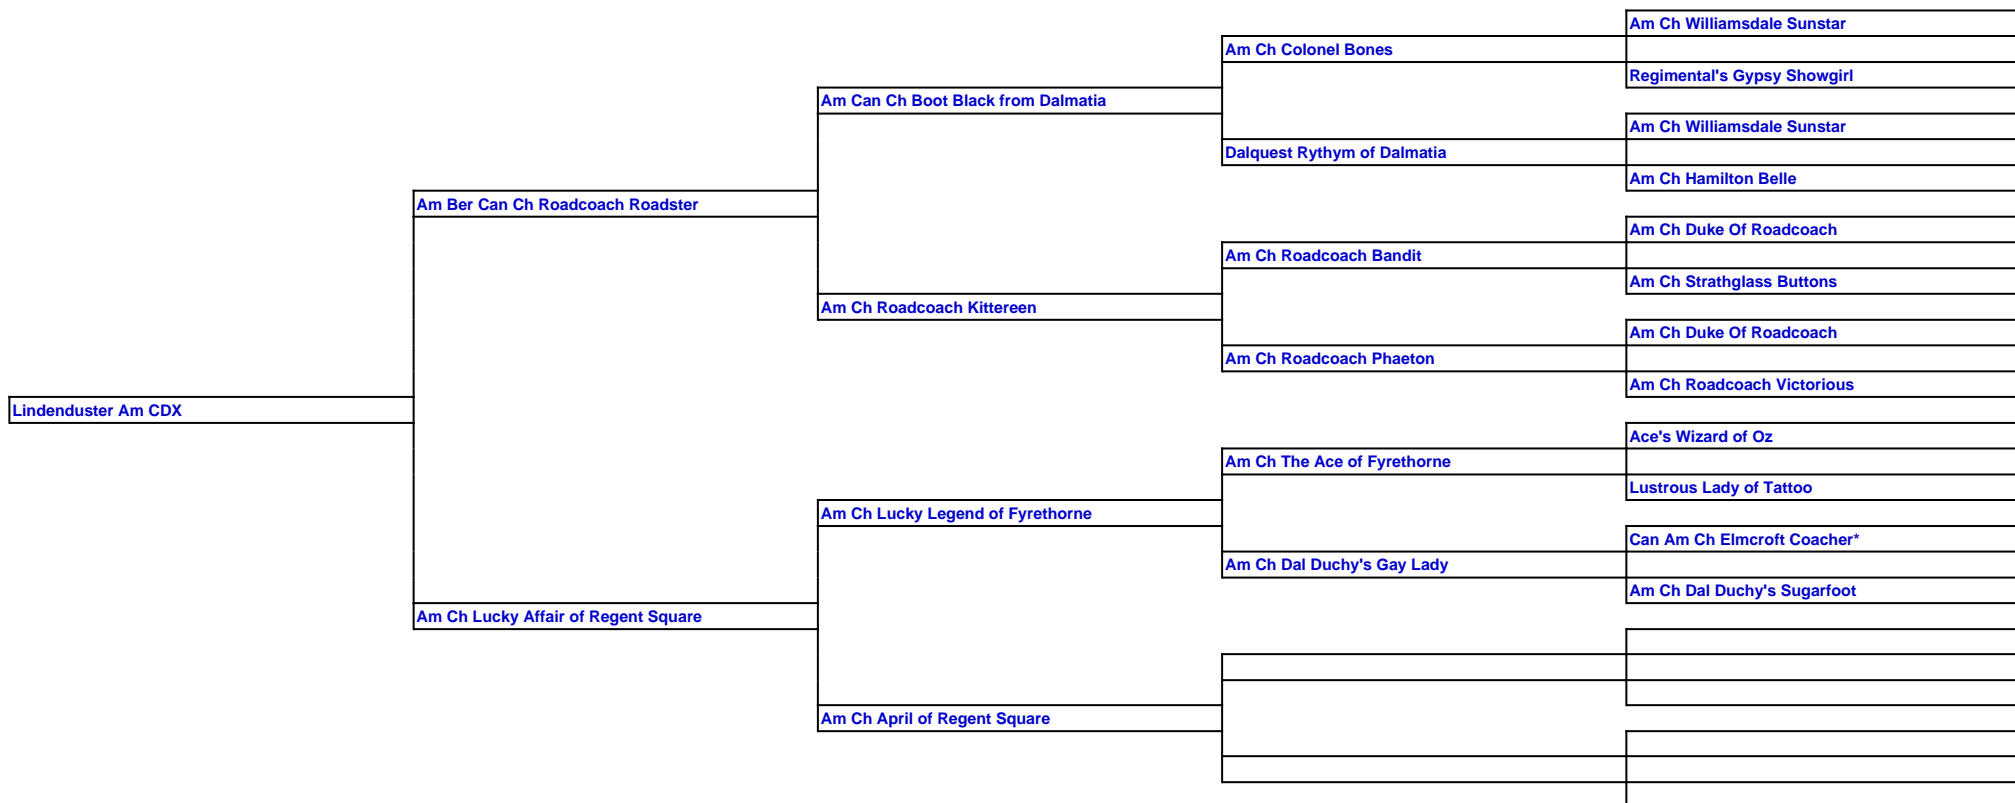 Am Ch Williamsdale Sunstar
Am Ch Colonel Bones
Regimental's Gypsy Showgirl
Am Can Ch Boot Black from Dalmatia
Am Ch Williamsdale Sunstar
Dalquest Rythym of Dalmatia
Am Ch Hamilton Belle
Am Ber Can Ch Roadcoach Roadster
Am Ch Duke Of Roadcoach
Am Ch Roadcoach Bandit
Am Ch Strathglass Buttons
Am Ch Roadcoach Kittereen
Am Ch Duke Of Roadcoach
Am Ch Roadcoach Phaeton
Am Ch Roadcoach Victorious
Lindenduster Am CDX
Ace's Wizard of Oz
Am Ch The Ace of Fyrethorne
Lustrous Lady of Tattoo
Am Ch Lucky Legend of Fyrethorne
Can Am Ch Elmcroft Coacher*
Am Ch Dal Duchy's Gay Lady
Am Ch Dal Duchy's Sugarfoot
Am Ch Lucky Affair of Regent Square
Am Ch April of Regent Square